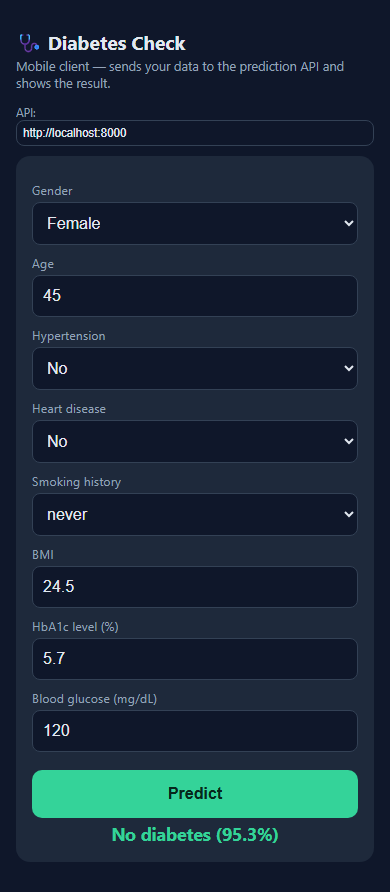 Diabetes Check
Mobile client — sends your data to the prediction API and
shows the result.
API:
http://localhost:8000
Gender
Female
Age
45
Hypertension
No
Heart disease
No
Smoking history
never
BMI
24.5
HbA1c level (%)
5.7
Blood glucose (mg/dL)
120
Predict
No diabetes (95.3%)